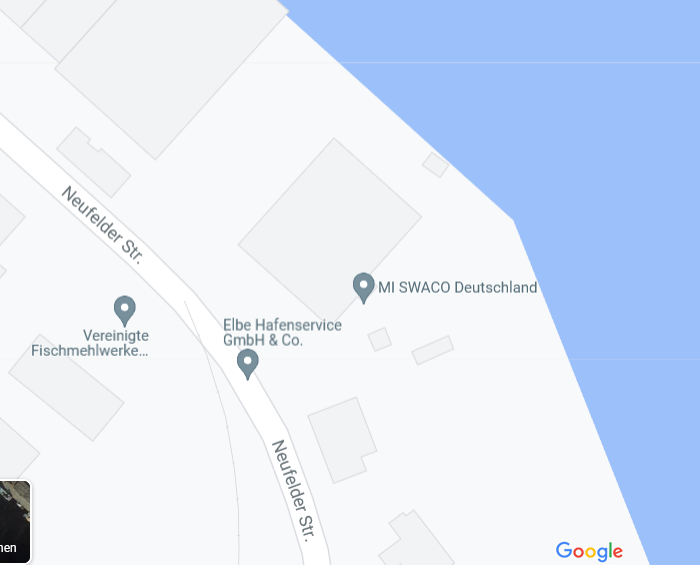 Neufelder Str.
MI SWACO Deutschland
Elbe Hafenservice
GmbH & Co.
Vereinigte
Fischmehlwerke...
Neufelder Str.
Google